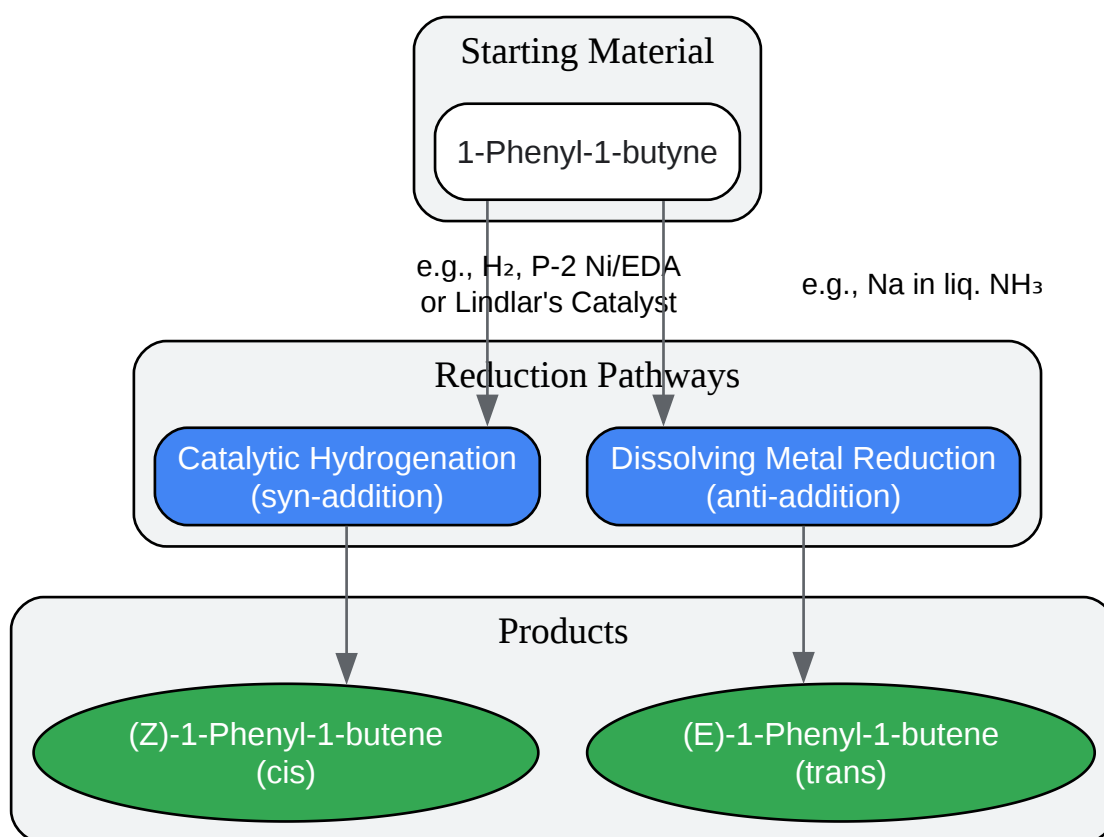 Starting Material
1-Phenyl-1-butyne
e.g., H₂, P-2 Ni/EDA
or Lindlar's Catalyst
e.g., Na in liq. NH₃
Reduction Pathways
Catalytic Hydrogenation
(syn-addition)
Dissolving Metal Reduction
(anti-addition)
Products
(Z)-1-Phenyl-1-butene
(cis)
(E)-1-Phenyl-1-butene
(trans)